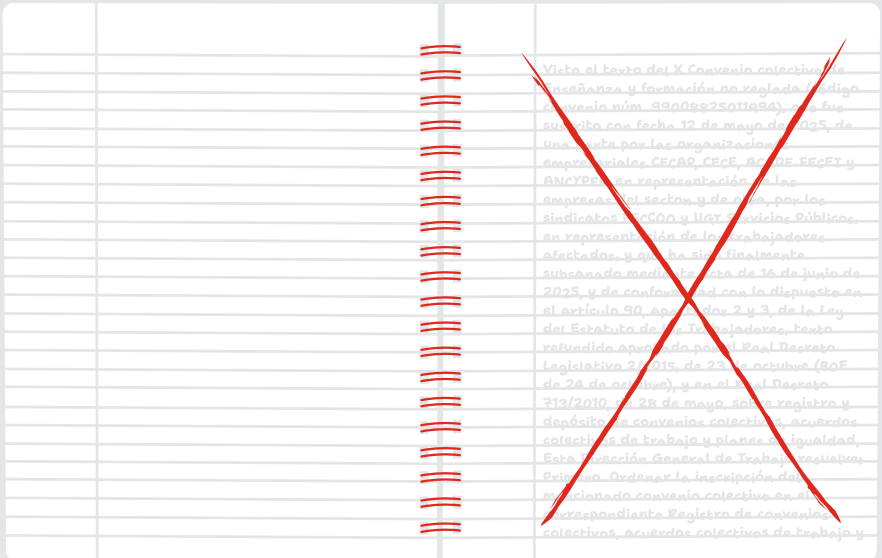 Visto el texto del X Convenio colectivo de
Enseñanza y formación no reglada (código
convenio núm. 99008825011994), que fue
suscrito con fecha 12 de mayo de 2025, de
una parte por las organizaciones
empresariales CECAP, CECE, ACADE FECEI y
ANCYPEL en representación de las
empresas del sector y de otra, por los
sindicatos FECCOO y UGT Servicios Públicos,
en representación de los trabajadores
afectados, y que ha sido finalmente
subsanado mediante acta de 16 de junio de
2025, y de conformidad con lo dispuesto en
el artículo 90, apartados 2 y 3, de la Ley
del Estatuto de los Trabajadores, texto
refundido aprobado por el Real Decreto
Legislativo 2/2015, de 23 de octubre (BOE
de 24 de octubre), y en el Real Decreto
713/2010, de 28 de mayo, sobre registro y
depósito de convenios colectivos, acuerdos
colectivos de trabajo y planes de igualdad,
Esta Dirección General de Trabajo resuelve:
Primero. Ordenar la inscripción del
mencionado convenio colectivo en el
correspondiente Registro de convenios
colectivos, acuerdos colectivos de trabajo y